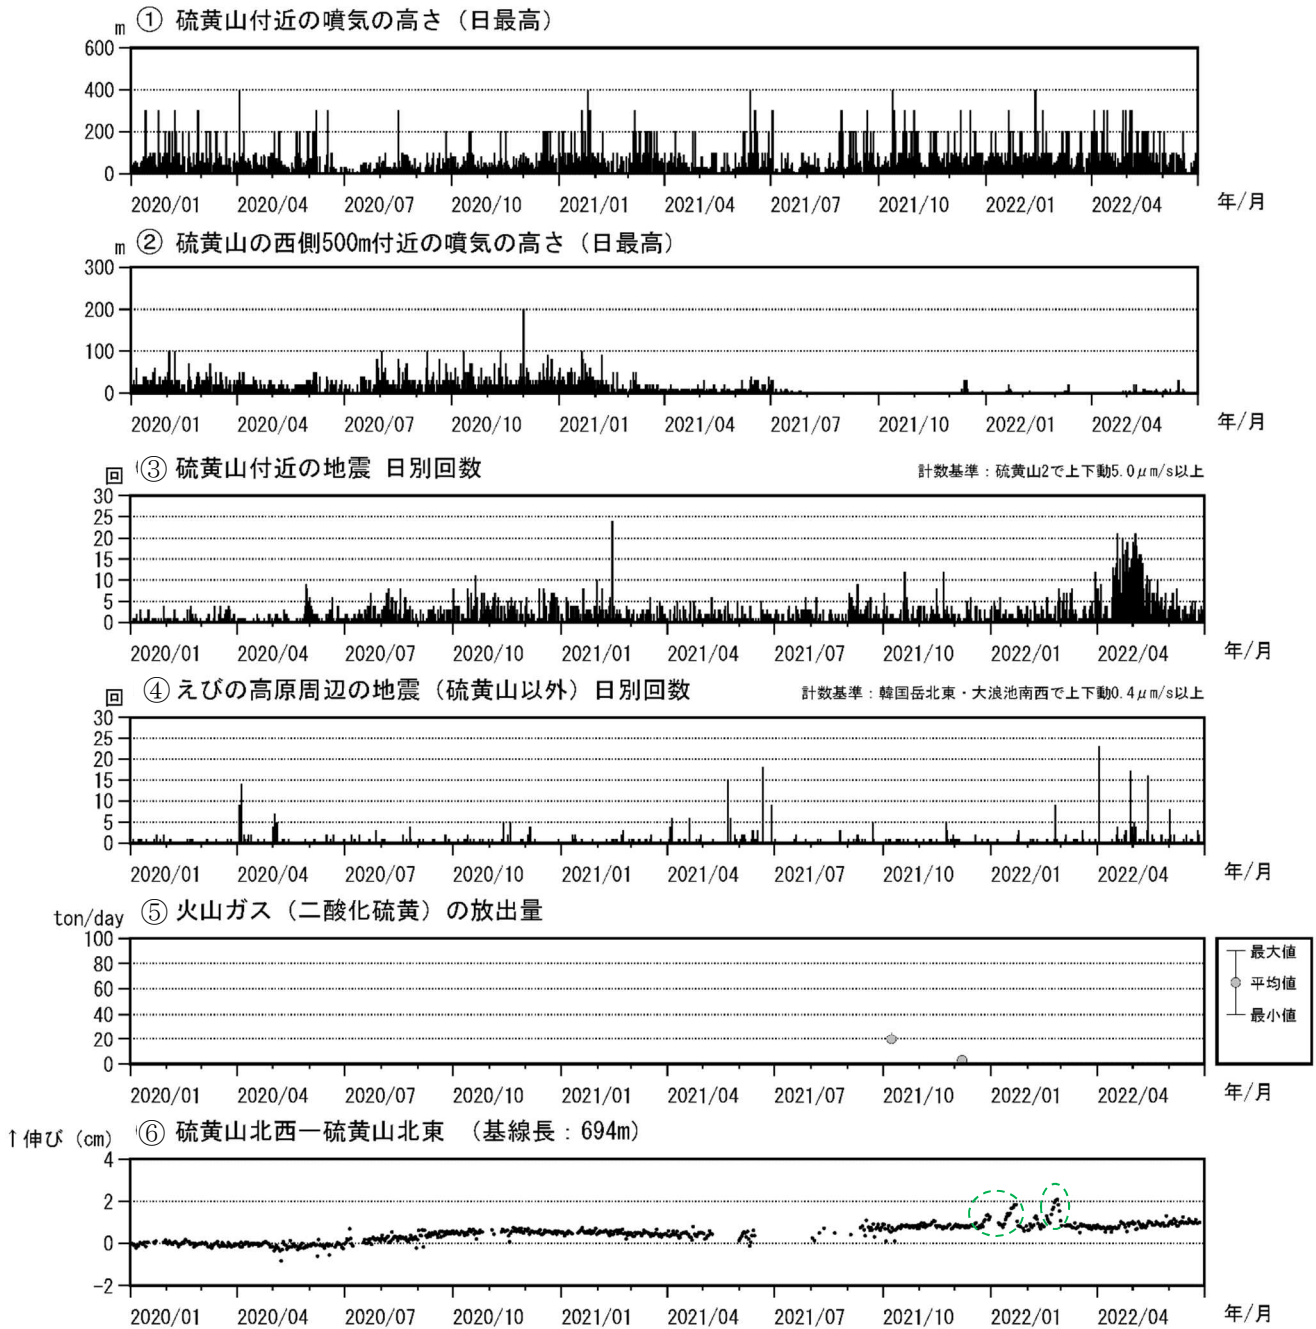 m ① 硫黄山付近の噴気の高さ（日最高）
600
400
200
0
2020/01 2020/04 2020/07 2020/10 2021/01 2021/04 2021/07 2021/10 2022/01 2022/04 年/月
m ② 硫黄山の西側500m付近の噴気の高さ（日最高）
300
200
100
0
2020/01 2020/04 2020/07 2020/10 2021/01 2021/04 2021/07 2021/10 2022/01 2022/04 年/月
回 ③ 硫黄山付近の地震 日別回数 計数基準：硫黄山2で上下動5.0μm/s以上
30
25
20
15
10
5
0
2020/01 2020/04 2020/07 2020/10 2021/01 2021/04 2021/07 2021/10 2022/01 2022/04 年/月
回 ④ えびの高原周辺の地震（硫黄山以外）日別回数 計数基準：韓国岳北東・大浪池南西で上下動0.4μm/s以上
30
25
20
15
10
5
0
2020/01 2020/04 2020/07 2020/10 2021/01 2021/04 2021/07 2021/10 2022/01 2022/04 年/月
ton/day ⑤ 火山ガス（二酸化硫黄）の放出量
100
80
60
40
20
0
最大値
平均値
最小値
2020/01 2020/04 2020/07 2020/10 2021/01 2021/04 2021/07 2021/10 2022/01 2022/04 年/月
↑伸び（cm） ⑥ 硫黄山北西ー硫黄山北東 （基線長：694m）
4
2
0
-2
2020/01 2020/04 2020/07 2020/10 2021/01 2021/04 2021/07 2021/10 2022/01 2022/04 年/月